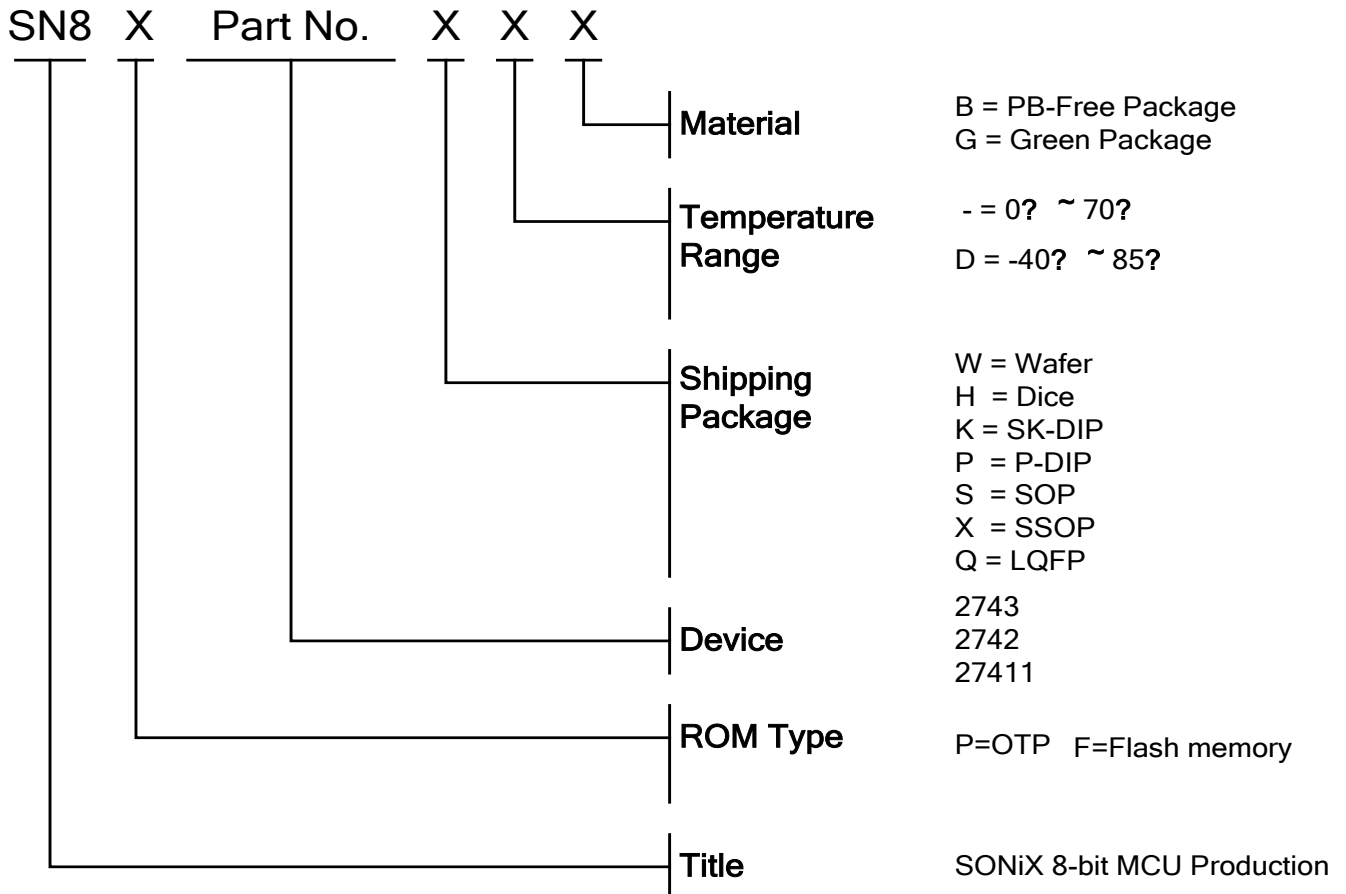 SN8 X Part No. X X X
Material
B = PB-Free Package
G = Green Package
Temperature
Range
- = 0? ~ 70?
D = -40? ~ 85?
Shipping
Package
W = Wafer
H = Dice
K = SK-DIP
P = P-DIP
S = SOP
X = SSOP
Q = LQFP
Device
2743
2742
27411
ROM Type
P=OTP F=Flash memory
Title
SONiX 8-bit MCU Production